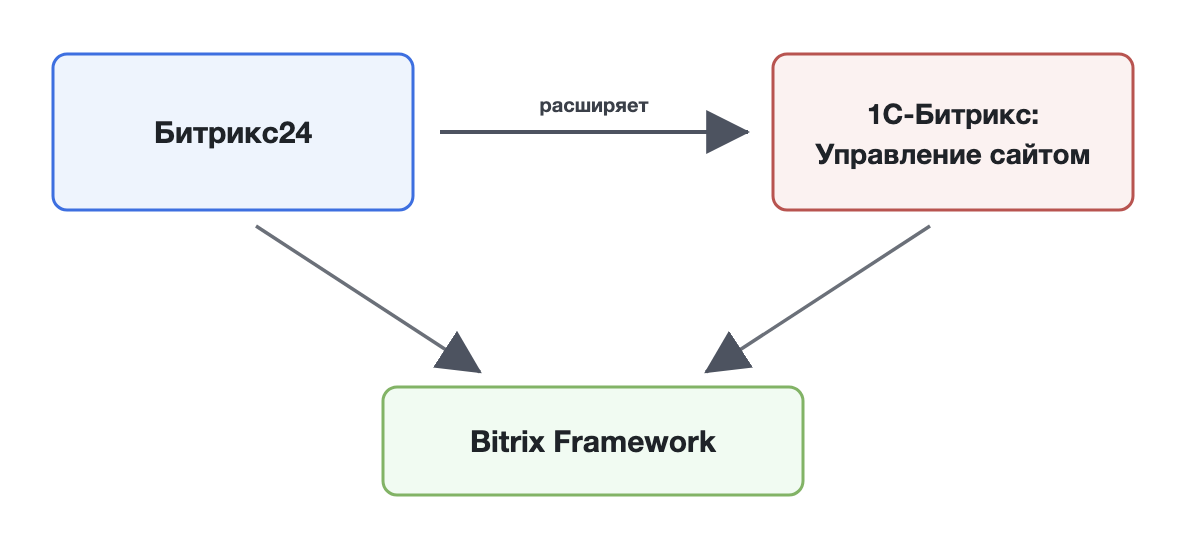 Битрикс24
расширяет
1С-Битрикс:
Управление сайтом
Bitrix Framework